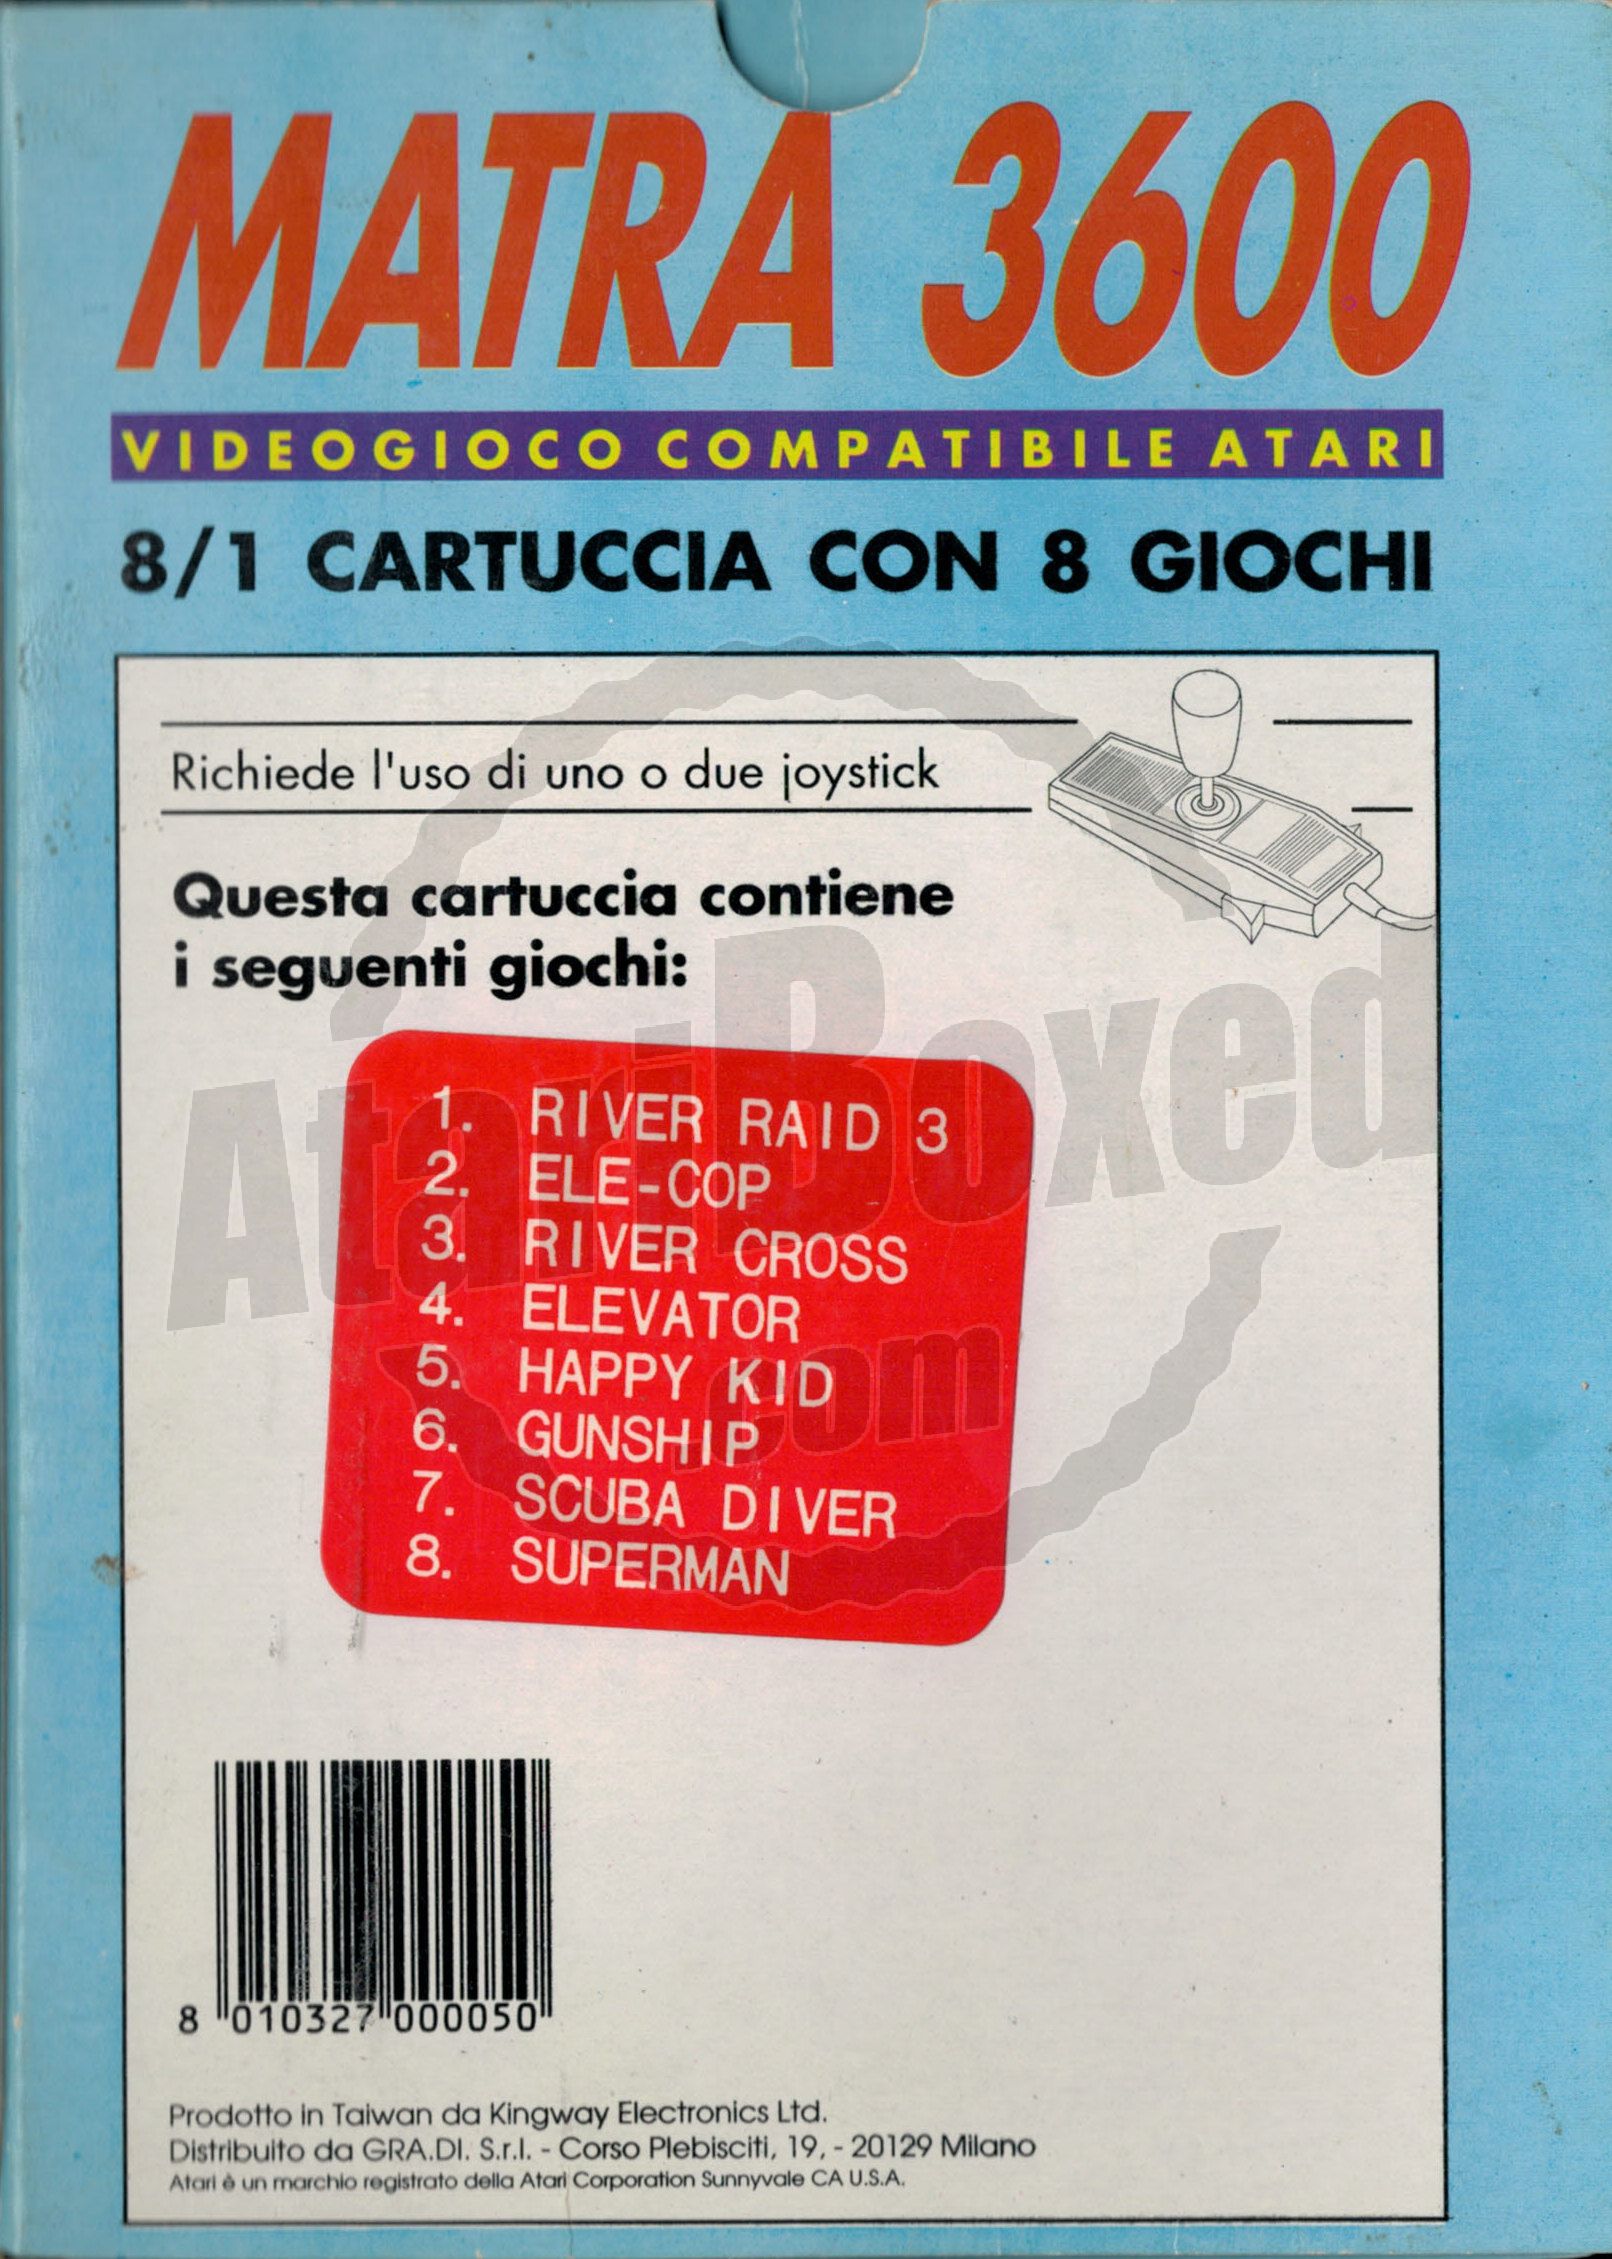 MATRA 3600
VIDEOGIOCO COMPATIBILE ATARI
8/1 CARTUCCIA CON 8 GIOCHI
Richiede l'uso di uno o due joystick
Questa cartuccia contiene
i seguenti giochi:
1. RIVER RAID 3
2. ELE-COP
3. RIVER CROSS
4. ELEVATOR
5. HAPPY KID
6. GUNSHIP
7. SCUBA DIVER
8. SUPERMAN
AtariBoxed
.com
8 010327 000050
Prodotto in Taiwan da Kingway Electronics Ltd.
Distribuito da GRA.DI. S.r.l. - Corso Plebisciti, 19, - 20129 Milano
Atari è un marchio registrato della Atari Corporation Sunnyvale CA U.S.A.